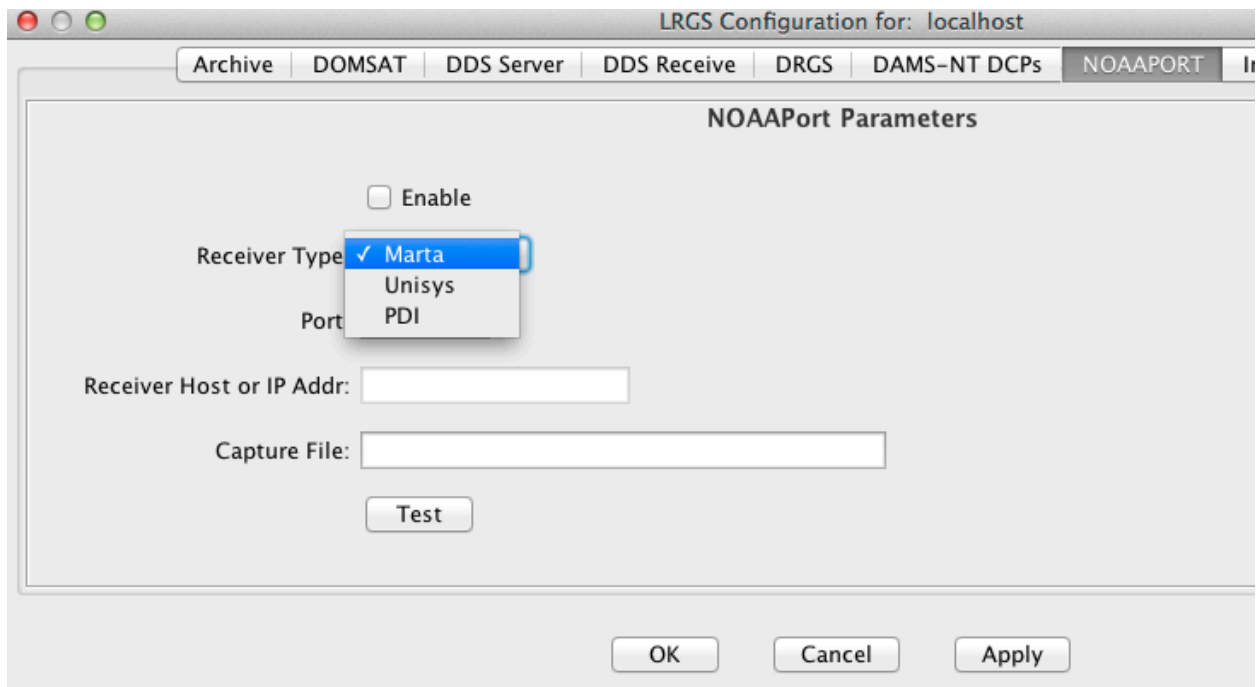 LRGS Configuration for: localhost
Archive DOMSAT DDS Server DDS Receive DRGS DAMS-NT DCPs NOAAPORT
NOAAPort Parameters
Enable
Receiver Type ✓ Marta
Unisys
Port PDI
Receiver Host or IP Addr:
Capture File:
Test
OK Cancel Apply